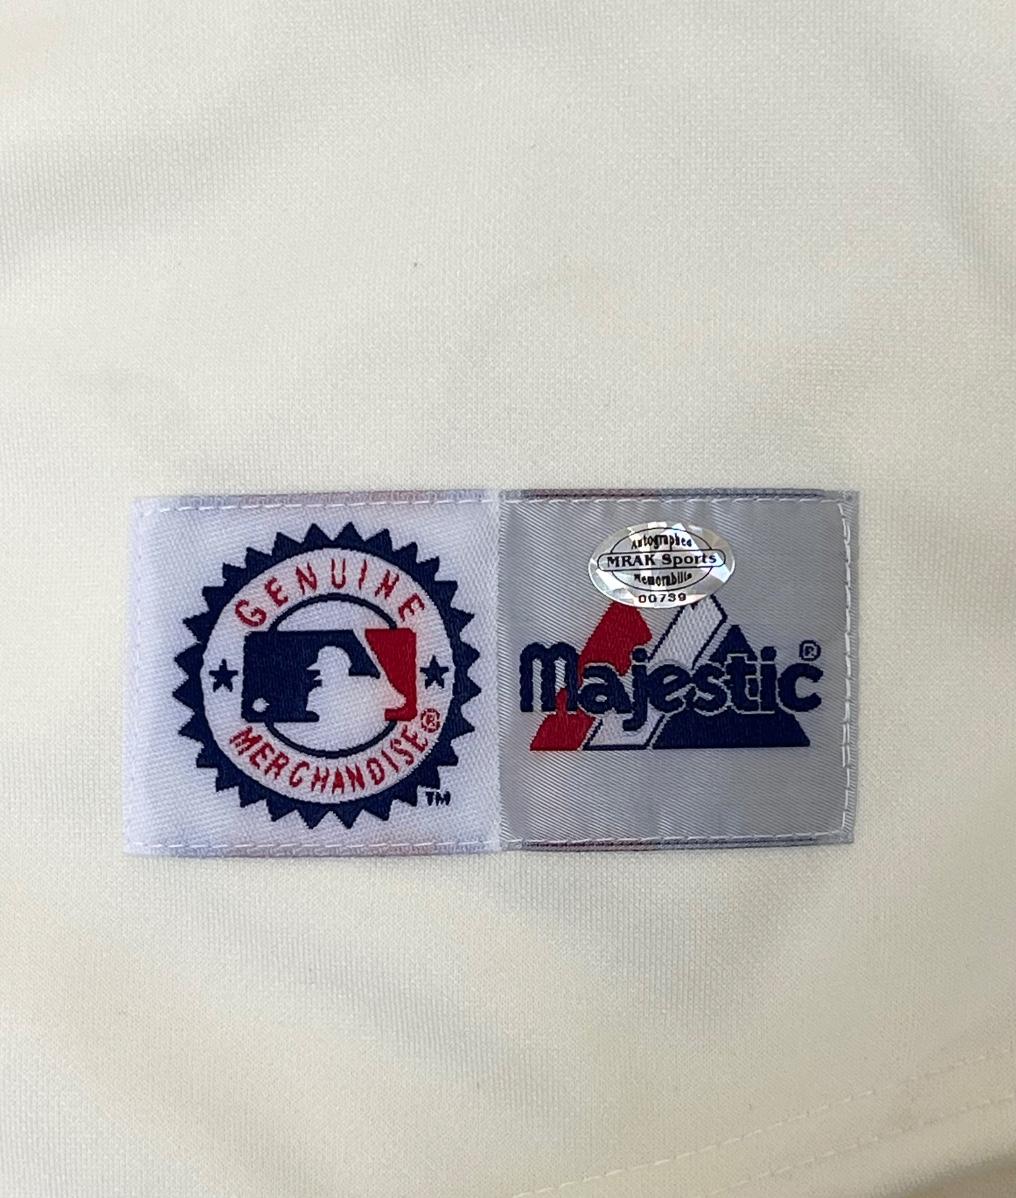 GENUINE
MERCHANDISE®
TM
Autographed
MRAK Sports
Memorabilia
00739
Majestic®